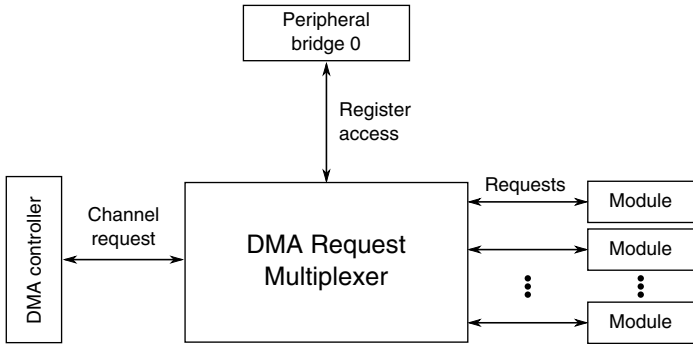 Peripheral
bridge 0
Register
access
Requests
Module
Channel
request
DMA controller
DMA Request
Multiplexer
Module
Module